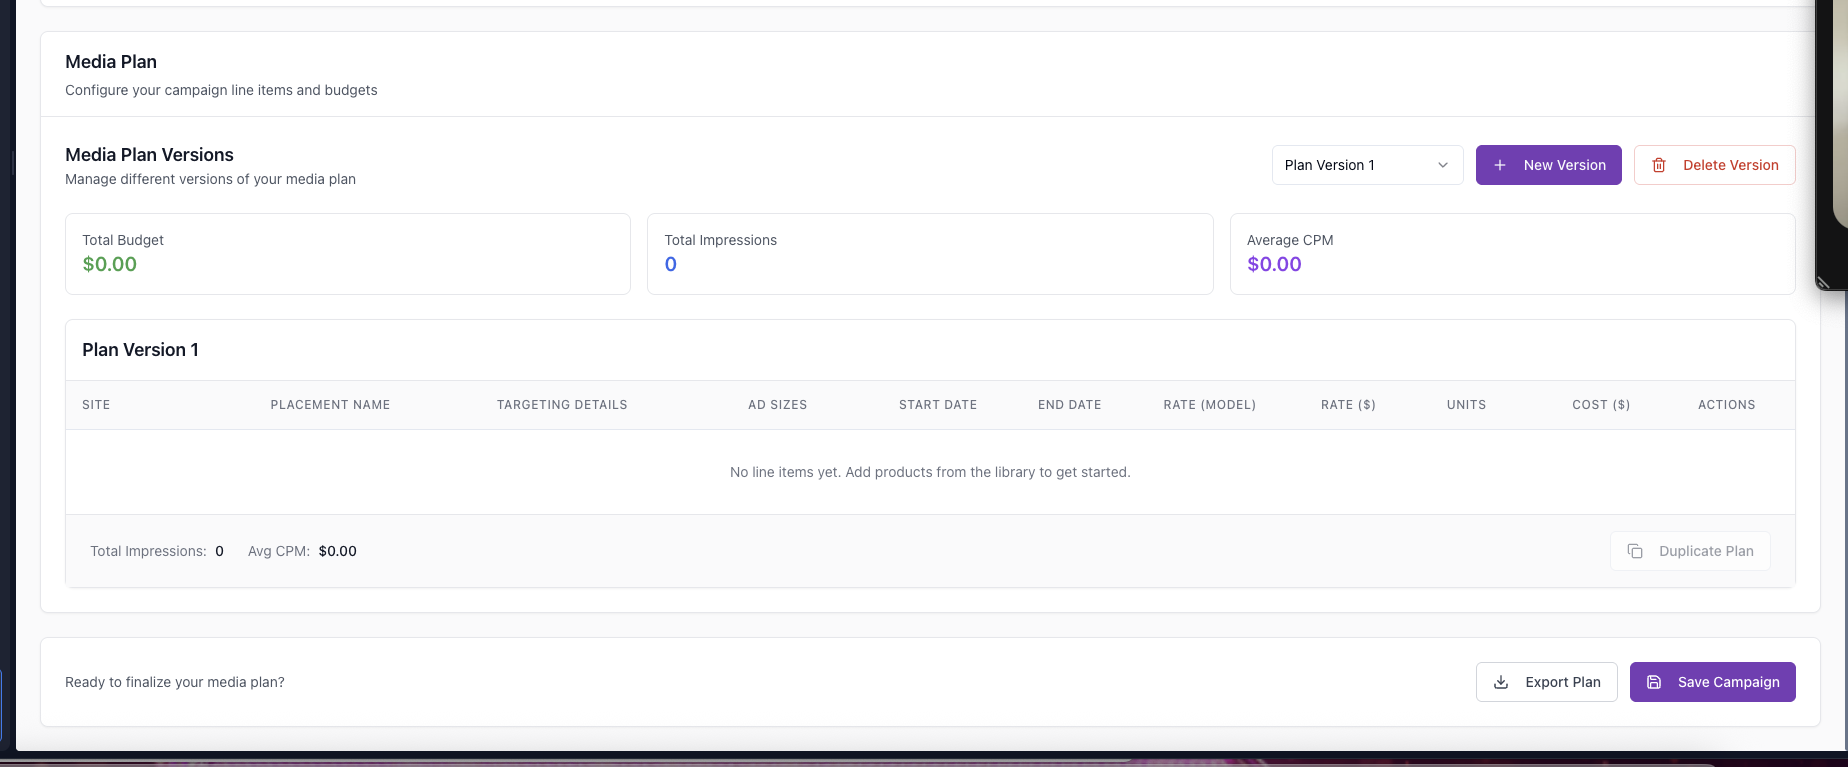 Media Plan
Configure your campaign line items and budgets
Media Plan Versions
Manage different versions of your media plan
Plan Version 1
New Version
Delete Version
Total Budget
$0.00
Total Impressions
0
Average CPM
$0.00
Plan Version 1
SITE PLACEMENT NAME TARGETING DETAILS AD SIZES START DATE END DATE RATE (MODEL) RATE ($) UNITS COST ($) ACTIONS
No line items yet. Add products from the library to get started.
Total Impressions: 0 Avg CPM: $0.00
Duplicate Plan
Ready to finalize your media plan?
Export Plan
Save Campaign